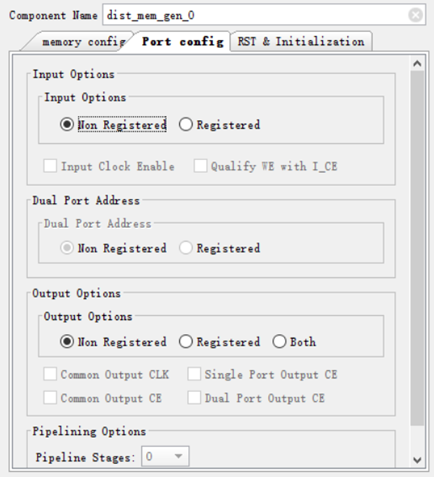 Component Name dist_mem_gen_0
memory config Port config RST & Initialization
Input Options
Input Options
Non Registered Registered
Input Clock Enable Qualify WE with I_CE
Dual Port Address
Dual Port Address
Non Registered Registered
Output Options
Output Options
Non Registered Registered Both
Common Output CLK Single Port Output CE
Common Output CE Dual Port Output CE
Pipelining Options
Pipeline Stages: 0